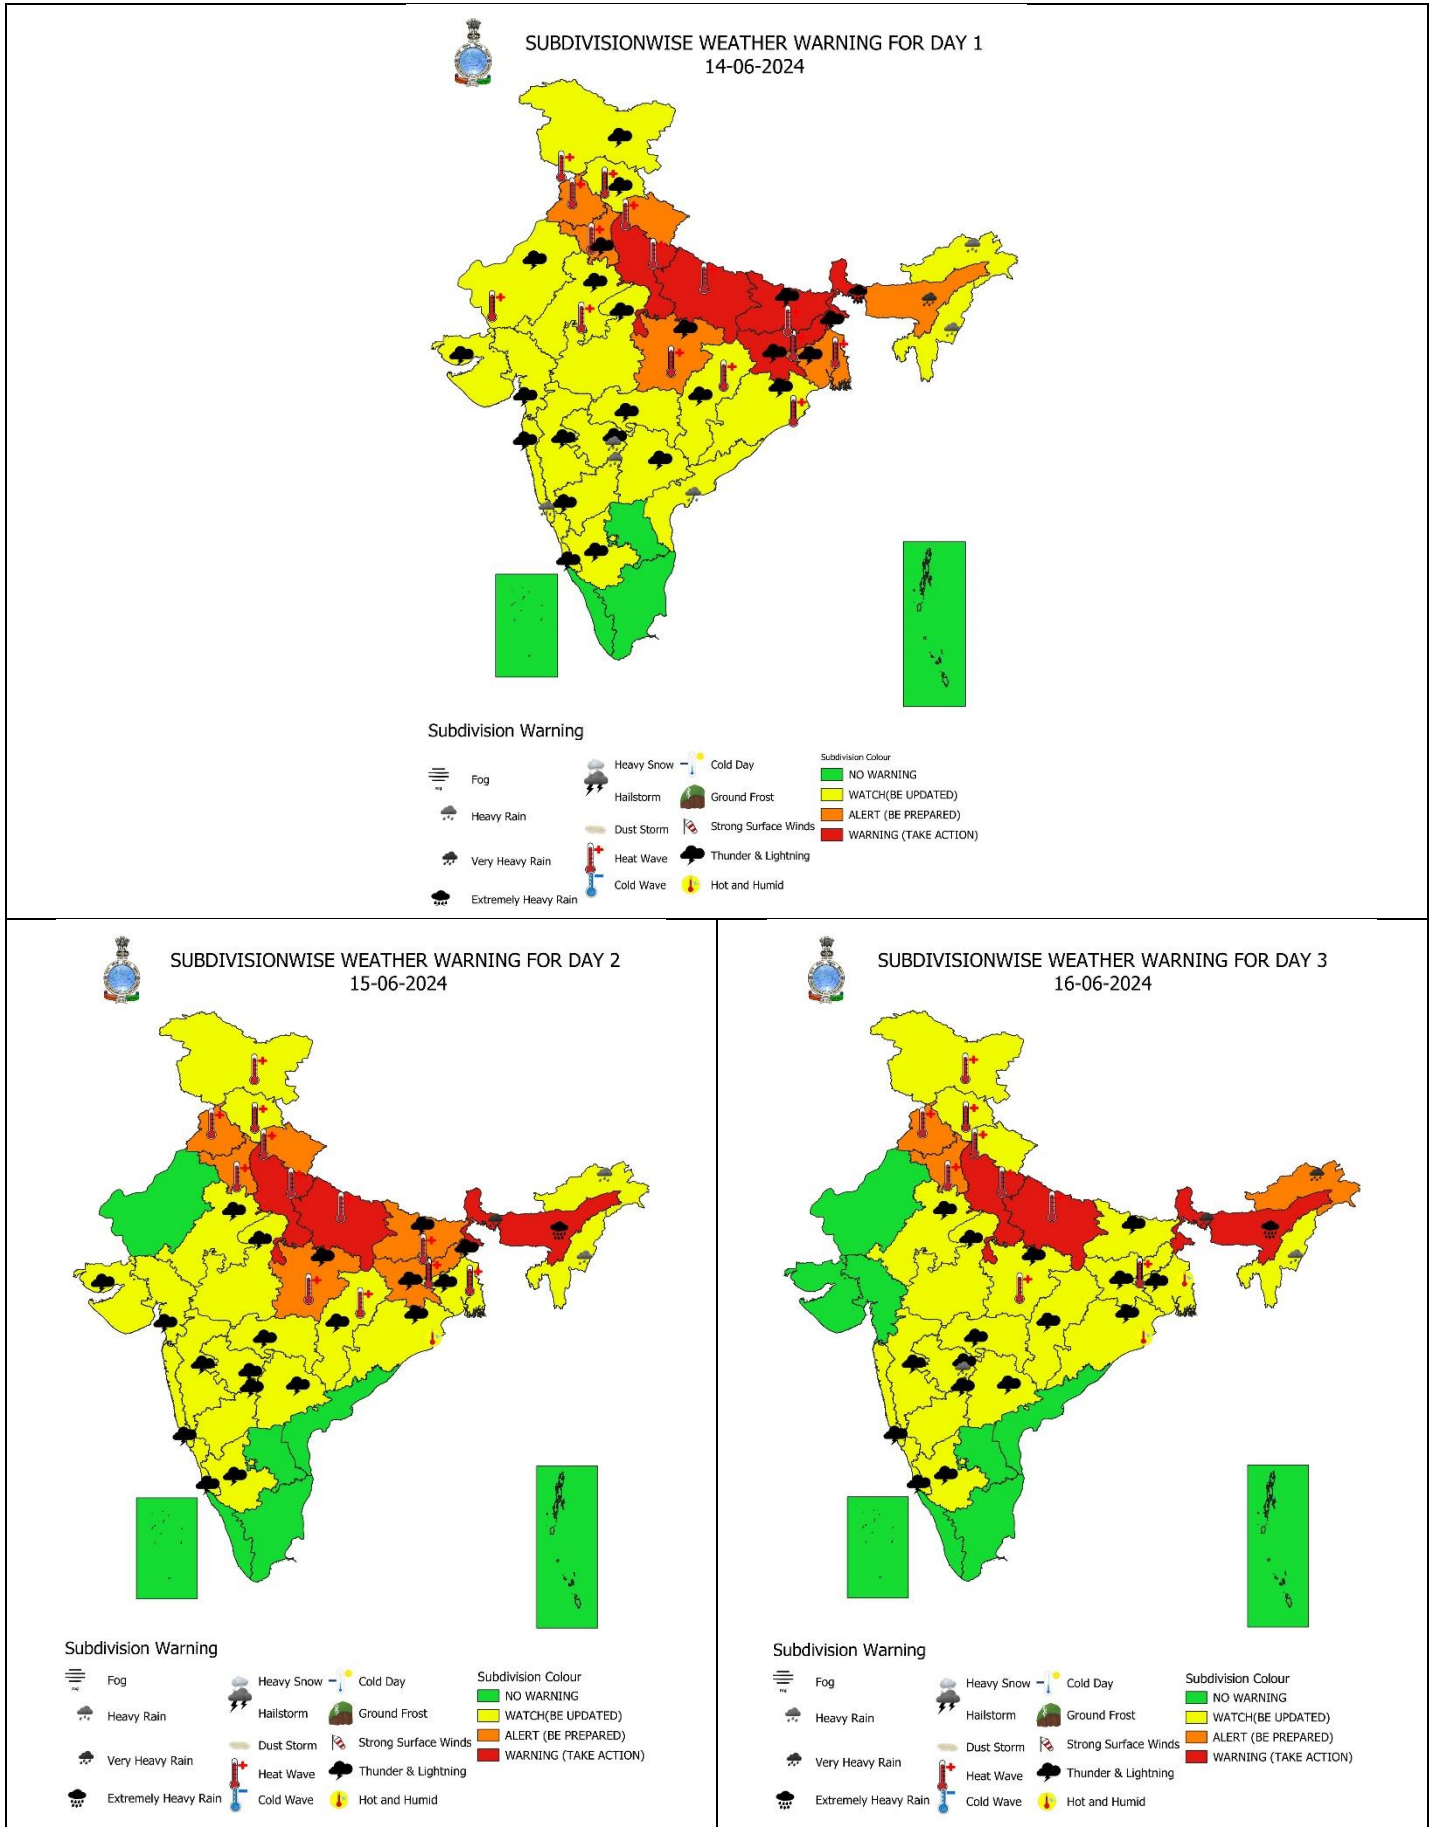 SUBDIVISIONWISE WEATHER WARNING FOR DAY 1
14-06-2024
Subdivision Warning
Fog
Heavy Rain
Very Heavy Rain
Extremely Heavy Rain
Heavy Snow
Hailstorm
Dust Storm
Heat Wave
Cold Wave
Cold Day
Ground Frost
Strong Surface Winds
Thunder & Lightning
Hot and Humid
Subdivision Colour
NO WARNING
WATCH(BE UPDATED)
ALERT (BE PREPARED)
WARNING (TAKE ACTION)
SUBDIVISIONWISE WEATHER WARNING FOR DAY 2
15-06-2024
Subdivision Warning
Fog
Heavy Rain
Very Heavy Rain
Extremely Heavy Rain
Heavy Snow
Hailstorm
Dust Storm
Heat Wave
Cold Wave
Cold Day
Ground Frost
Strong Surface Winds
Thunder & Lightning
Hot and Humid
Subdivision Colour
NO WARNING
WATCH(BE UPDATED)
ALERT (BE PREPARED)
WARNING (TAKE ACTION)
SUBDIVISIONWISE WEATHER WARNING FOR DAY 3
16-06-2024
Subdivision Warning
Fog
Heavy Rain
Very Heavy Rain
Extremely Heavy Rain
Heavy Snow
Hailstorm
Dust Storm
Heat Wave
Cold Wave
Cold Day
Ground Frost
Strong Surface Winds
Thunder & Lightning
Hot and Humid
Subdivision Colour
NO WARNING
WATCH(BE UPDATED)
ALERT (BE PREPARED)
WARNING (TAKE ACTION)